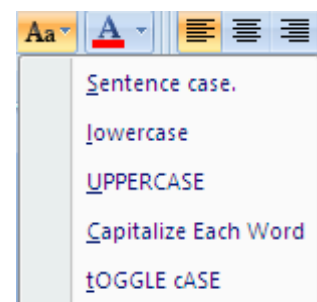 Aa A
Sentence case.
lowercase
UPPERCASE
Capitalize Each Word
tOGGLE cASE